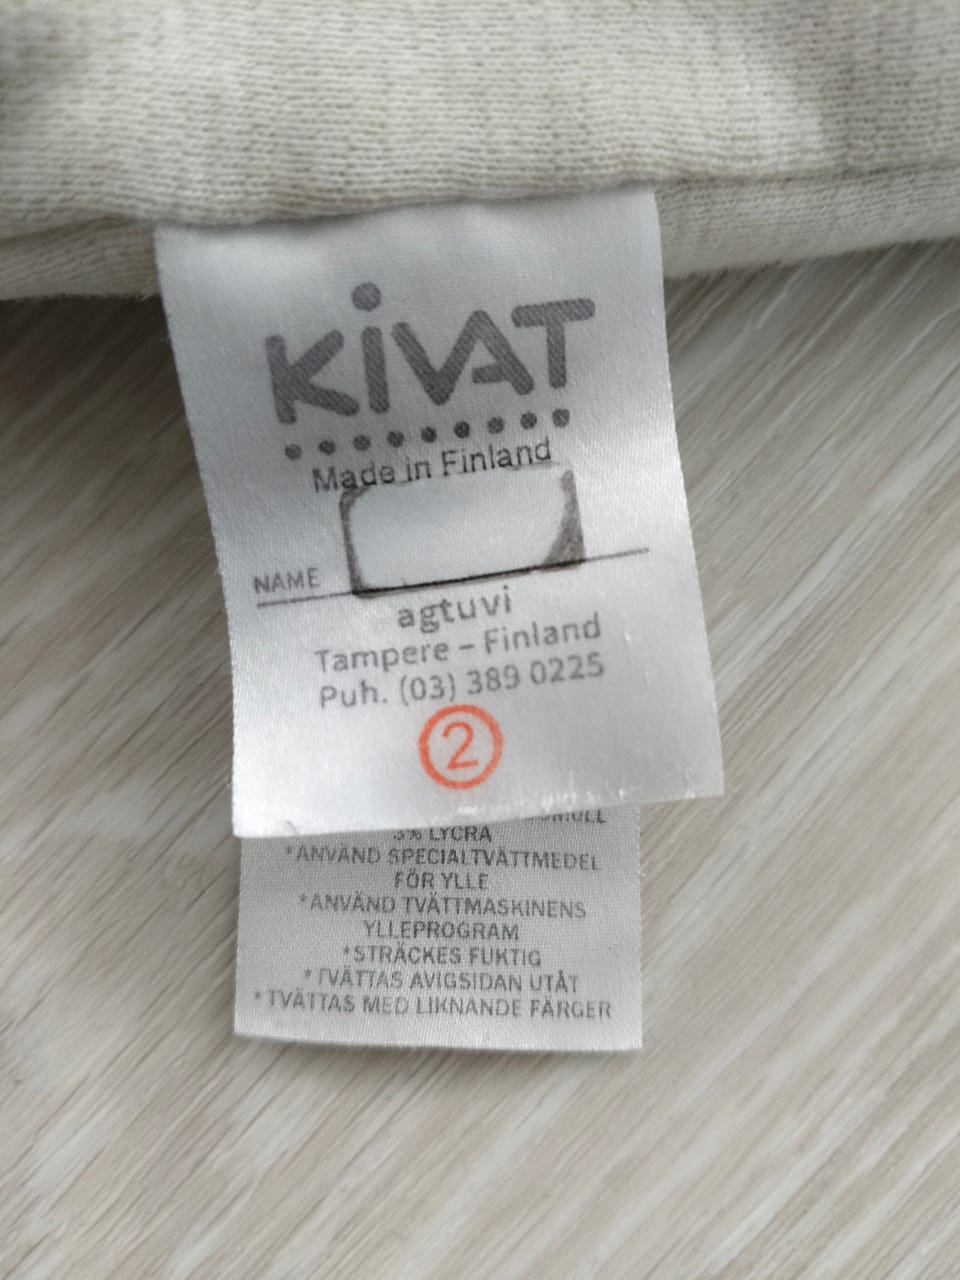 KiVAT
Made in Finland
NAME
agtuvi
Tampere – Finland
Puh. (03) 389 0225
2
3% LYCRA
*ANVÄND SPECIALTVÄTTMEDEL
FÖR YLLE
*ANVÄND TVÄTTMASKINENS
YLLEPROGRAM
*STRÄCKES FUKTIG
*TVÄTTAS AVIGSIDAN UTÅT
*TVÄTTAS MED LIKNANDE FÄRGER